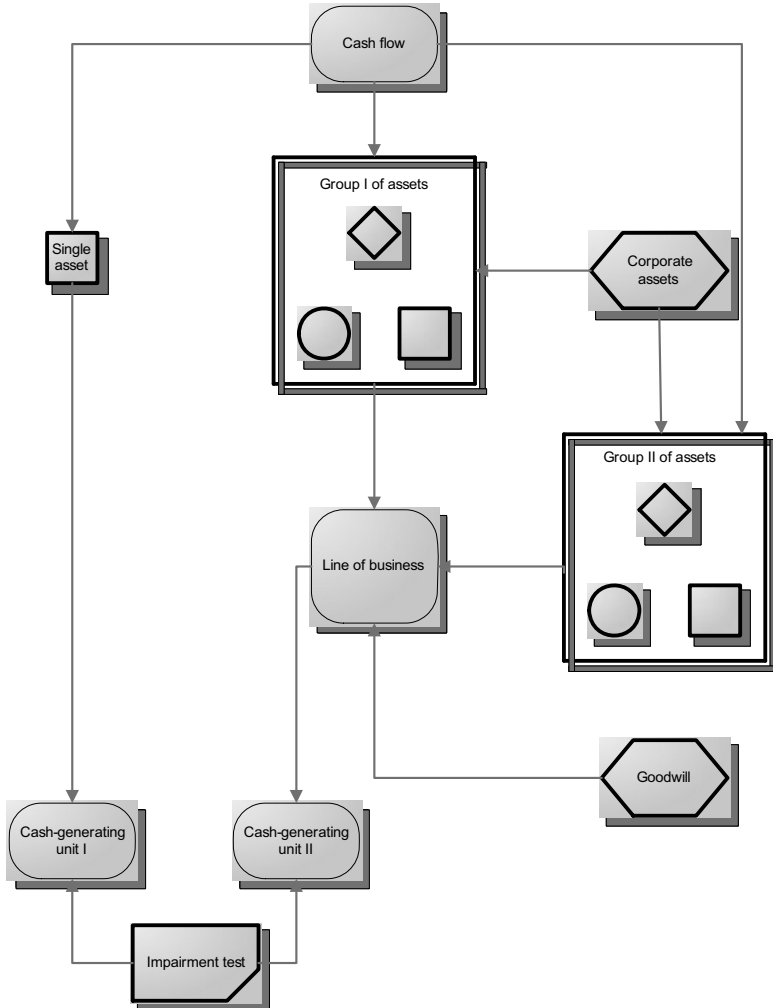 Cash flow
Group I of assets
Single
asset
Corporate
assets
Group II of assets
Line of business
Goodwill
Cash-generating
unit I
Cash-generating
unit II
Impairment test